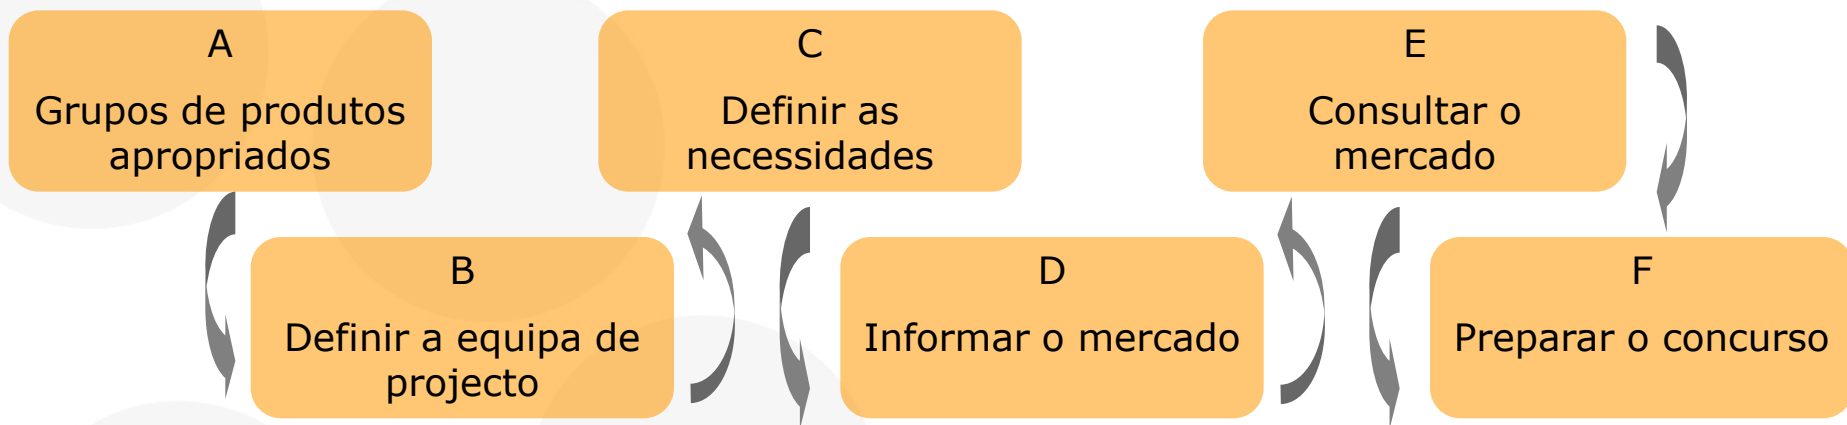 A
Grupos de produtos
apropriados
B
Definir a equipa de
projecto
C
Definir as
necessidades
D
Informar o mercado
E
Consultar o
mercado
F
Preparar o concurso